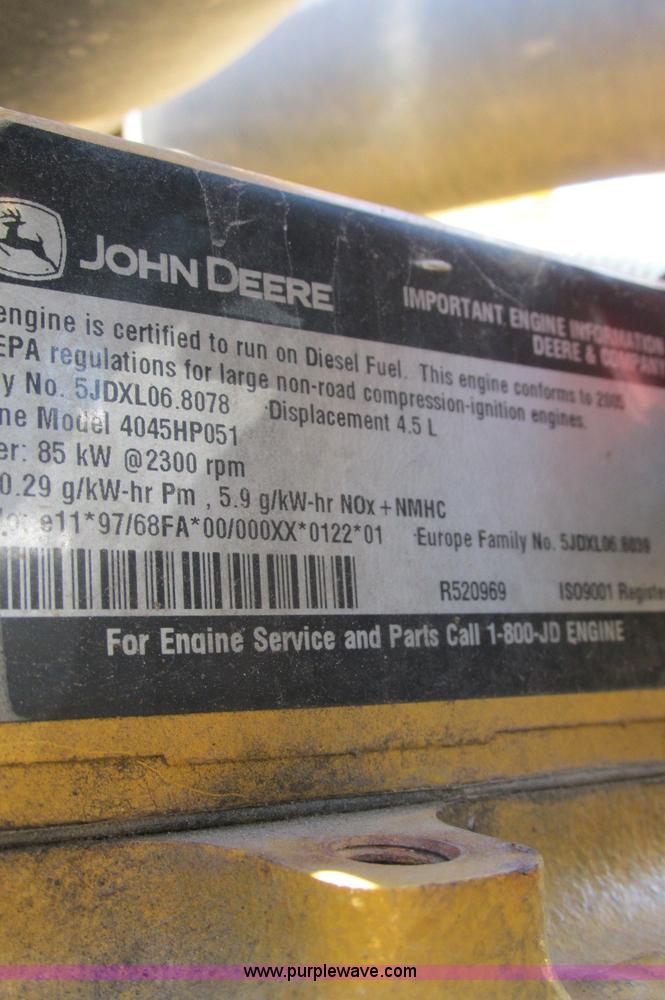 JOHN DEERE
IMPORTANT ENGINE INFORMATION
DEERE & COMPANY
engine is certified to run on Diesel Fuel. This engine conforms to 2005
EPA regulations for large non-road compression-ignition engines.
y No. 5JDXL06.8078 Displacement 4.5 L
ne Model 4045HP051
er: 85 kW @2300 rpm
0.29 g/kW-hr Pm , 5.9 g/kW-hr NOx + NMHC
e11*97/68FA*00/000XX*0122*01 Europe Family No.
R520969 ISO9001 Registe
For Engine Service and Parts Call 1-800-JD ENGINE
www.purplewave.com